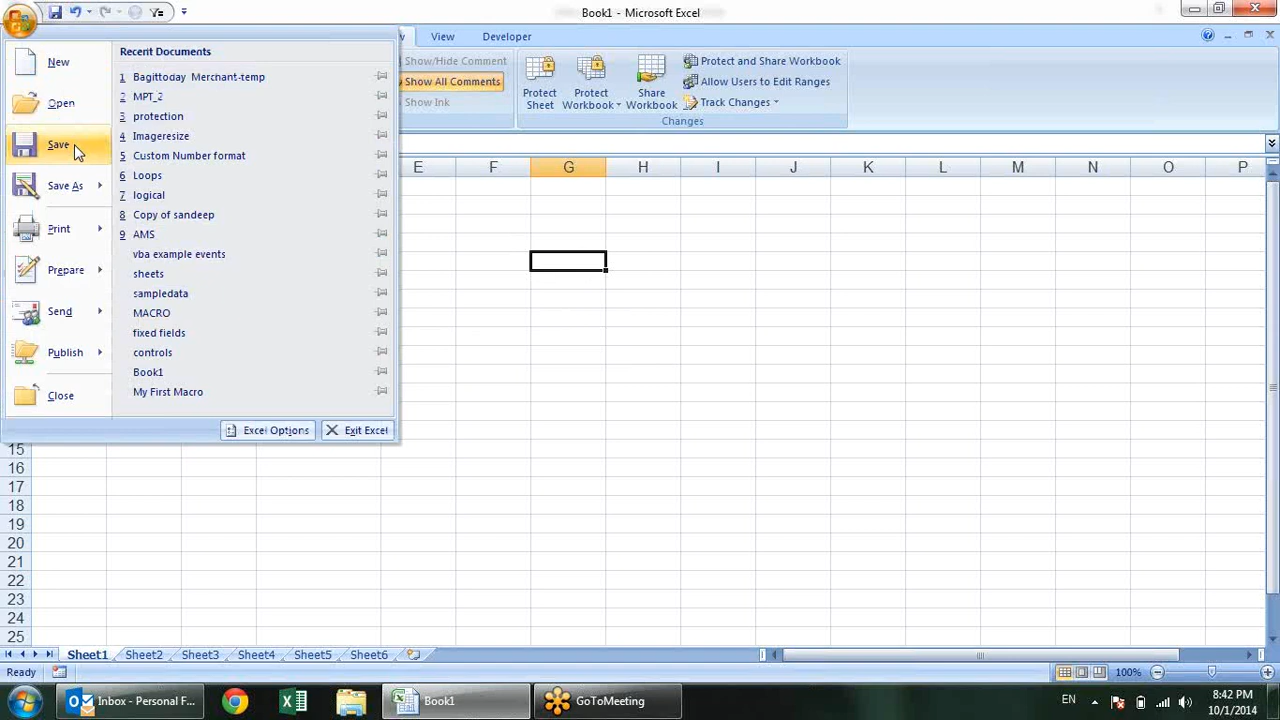 Book1 - Microsoft Excel
View Developer
New
Open
Save
Save As
Print
Prepare
Send
Publish
Close
Recent Documents
1 Bagittoday Merchant-temp
2 MPT_2
3 protection
4 Imageresize
5 Custom Number format
6 Loops
7 logical
8 Copy of sandeep
9 AMS
vba example events
sheets
sampledata
MACRO
fixed fields
controls
Book1
My First Macro
Excel Options Exit Excel
Show/Hide Comment
Show All Comments
Show Ink
Protect Sheet
Protect Workbook
Share Workbook
Protect and Share Workbook
Allow Users to Edit Ranges
Track Changes
Changes
E F G H I J K L M N O P
15
16
17
18
19
20
21
22
23
24
25
Sheet1 Sheet2 Sheet3 Sheet4 Sheet5 Sheet6
Ready 100%
Inbox - Personal F... Book1 GoToMeeting EN 8:42 PM
10/1/2014